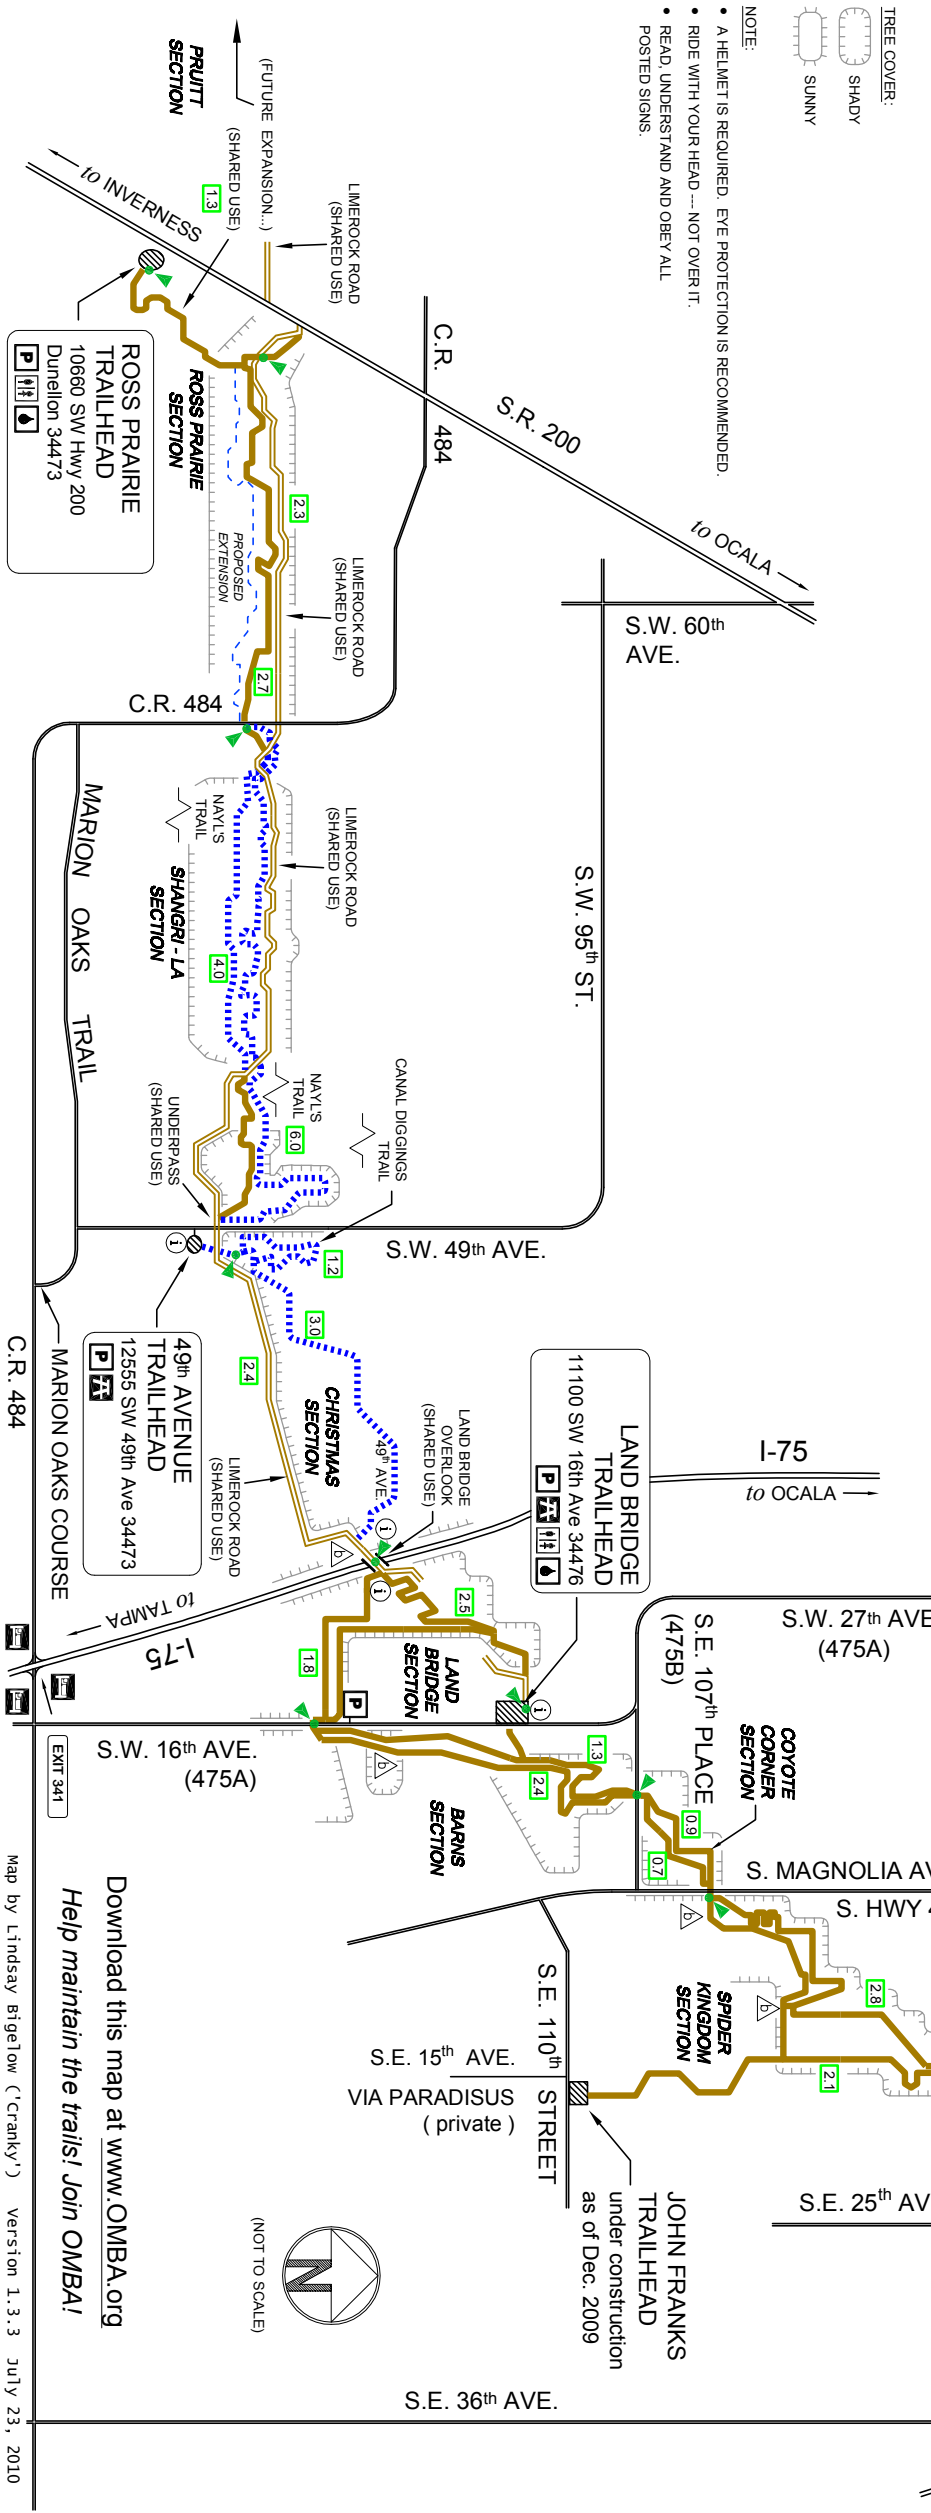 TREE COVER:
SHADY
SUNNY
NOTE:
• A HELMET IS REQUIRED. EYE PROTECTION IS RECOMMENDED.
• RIDE WITH YOUR HEAD --- NOT OVER IT.
• READ, UNDERSTAND AND OBEY ALL
POSTED SIGNS.
PRUITT
SECTION
(FUTURE EXPANSION...)
(SHARED USE)
1.3
to INVERNESS
LIMEROCK ROAD
(SHARED USE)
C.R. 484
S.R. 200
to OCALA
ROSS PRAIRIE
TRAILHEAD
10660 SW Hwy 200
Dunellon 34473
P
ROSS PRAIRIE
SECTION
PROPOSED
EXTENSION
2.3
LIMEROCK ROAD
(SHARED USE)
2.7
S.W. 60th
AVE.
C.R. 484
S.W. 95th ST.
MARION OAKS TRAIL
NAYL'S
TRAIL
SHANGRI - LA
SECTION
LIMEROCK ROAD
(SHARED USE)
4.0
NAYL'S
TRAIL
6.0
CANAL DIGGINGS
TRAIL
UNDERPASS
(SHARED USE)
S.W. 49th AVE.
i
1.2
3.0
2.4
49th AVENUE
TRAILHEAD
12555 SW 49th Ave 34473
P
MARION OAKS COURSE
C.R. 484
CHRISTMAS
SECTION
49th AVE.
LIMEROCK ROAD
(SHARED USE)
LAND BRIDGE
OVERLOOK
(SHARED USE)
i
b
i
LAND BRIDGE
TRAILHEAD
11100 SW 16th Ave 34476
P
I-75
to OCALA
to TAMPA
I-75
2.5
1.8
LAND
BRIDGE
SECTION
P
i
EXIT 341
S.W. 16th AVE.
(475A)
b
1.3
2.4
BARNS
SECTION
S.W. 27th AVE
(475A)
S.E. 107th PLACE
(475B)
COYOTE
CORNER
SECTION
0.9
0.7
S. MAGNOLIA AV
S. HWY 4
b
b
2.8
2.1
SPIDER
KINGDOM
SECTION
S.E. 110th STREET
S.E. 15th AVE.
VIA PARADISUS
( private )
JOHN FRANKS
TRAILHEAD
under construction
as of Dec. 2009
S.E. 25th AV
S.E. 36th AVE.
N
(NOT TO SCALE)
Download this map at www.OMBA.org
Help maintain the trails! Join OMBA!
Map by Lindsay Bigelow ('Cranky') Version 1.3.3 July 23, 2010